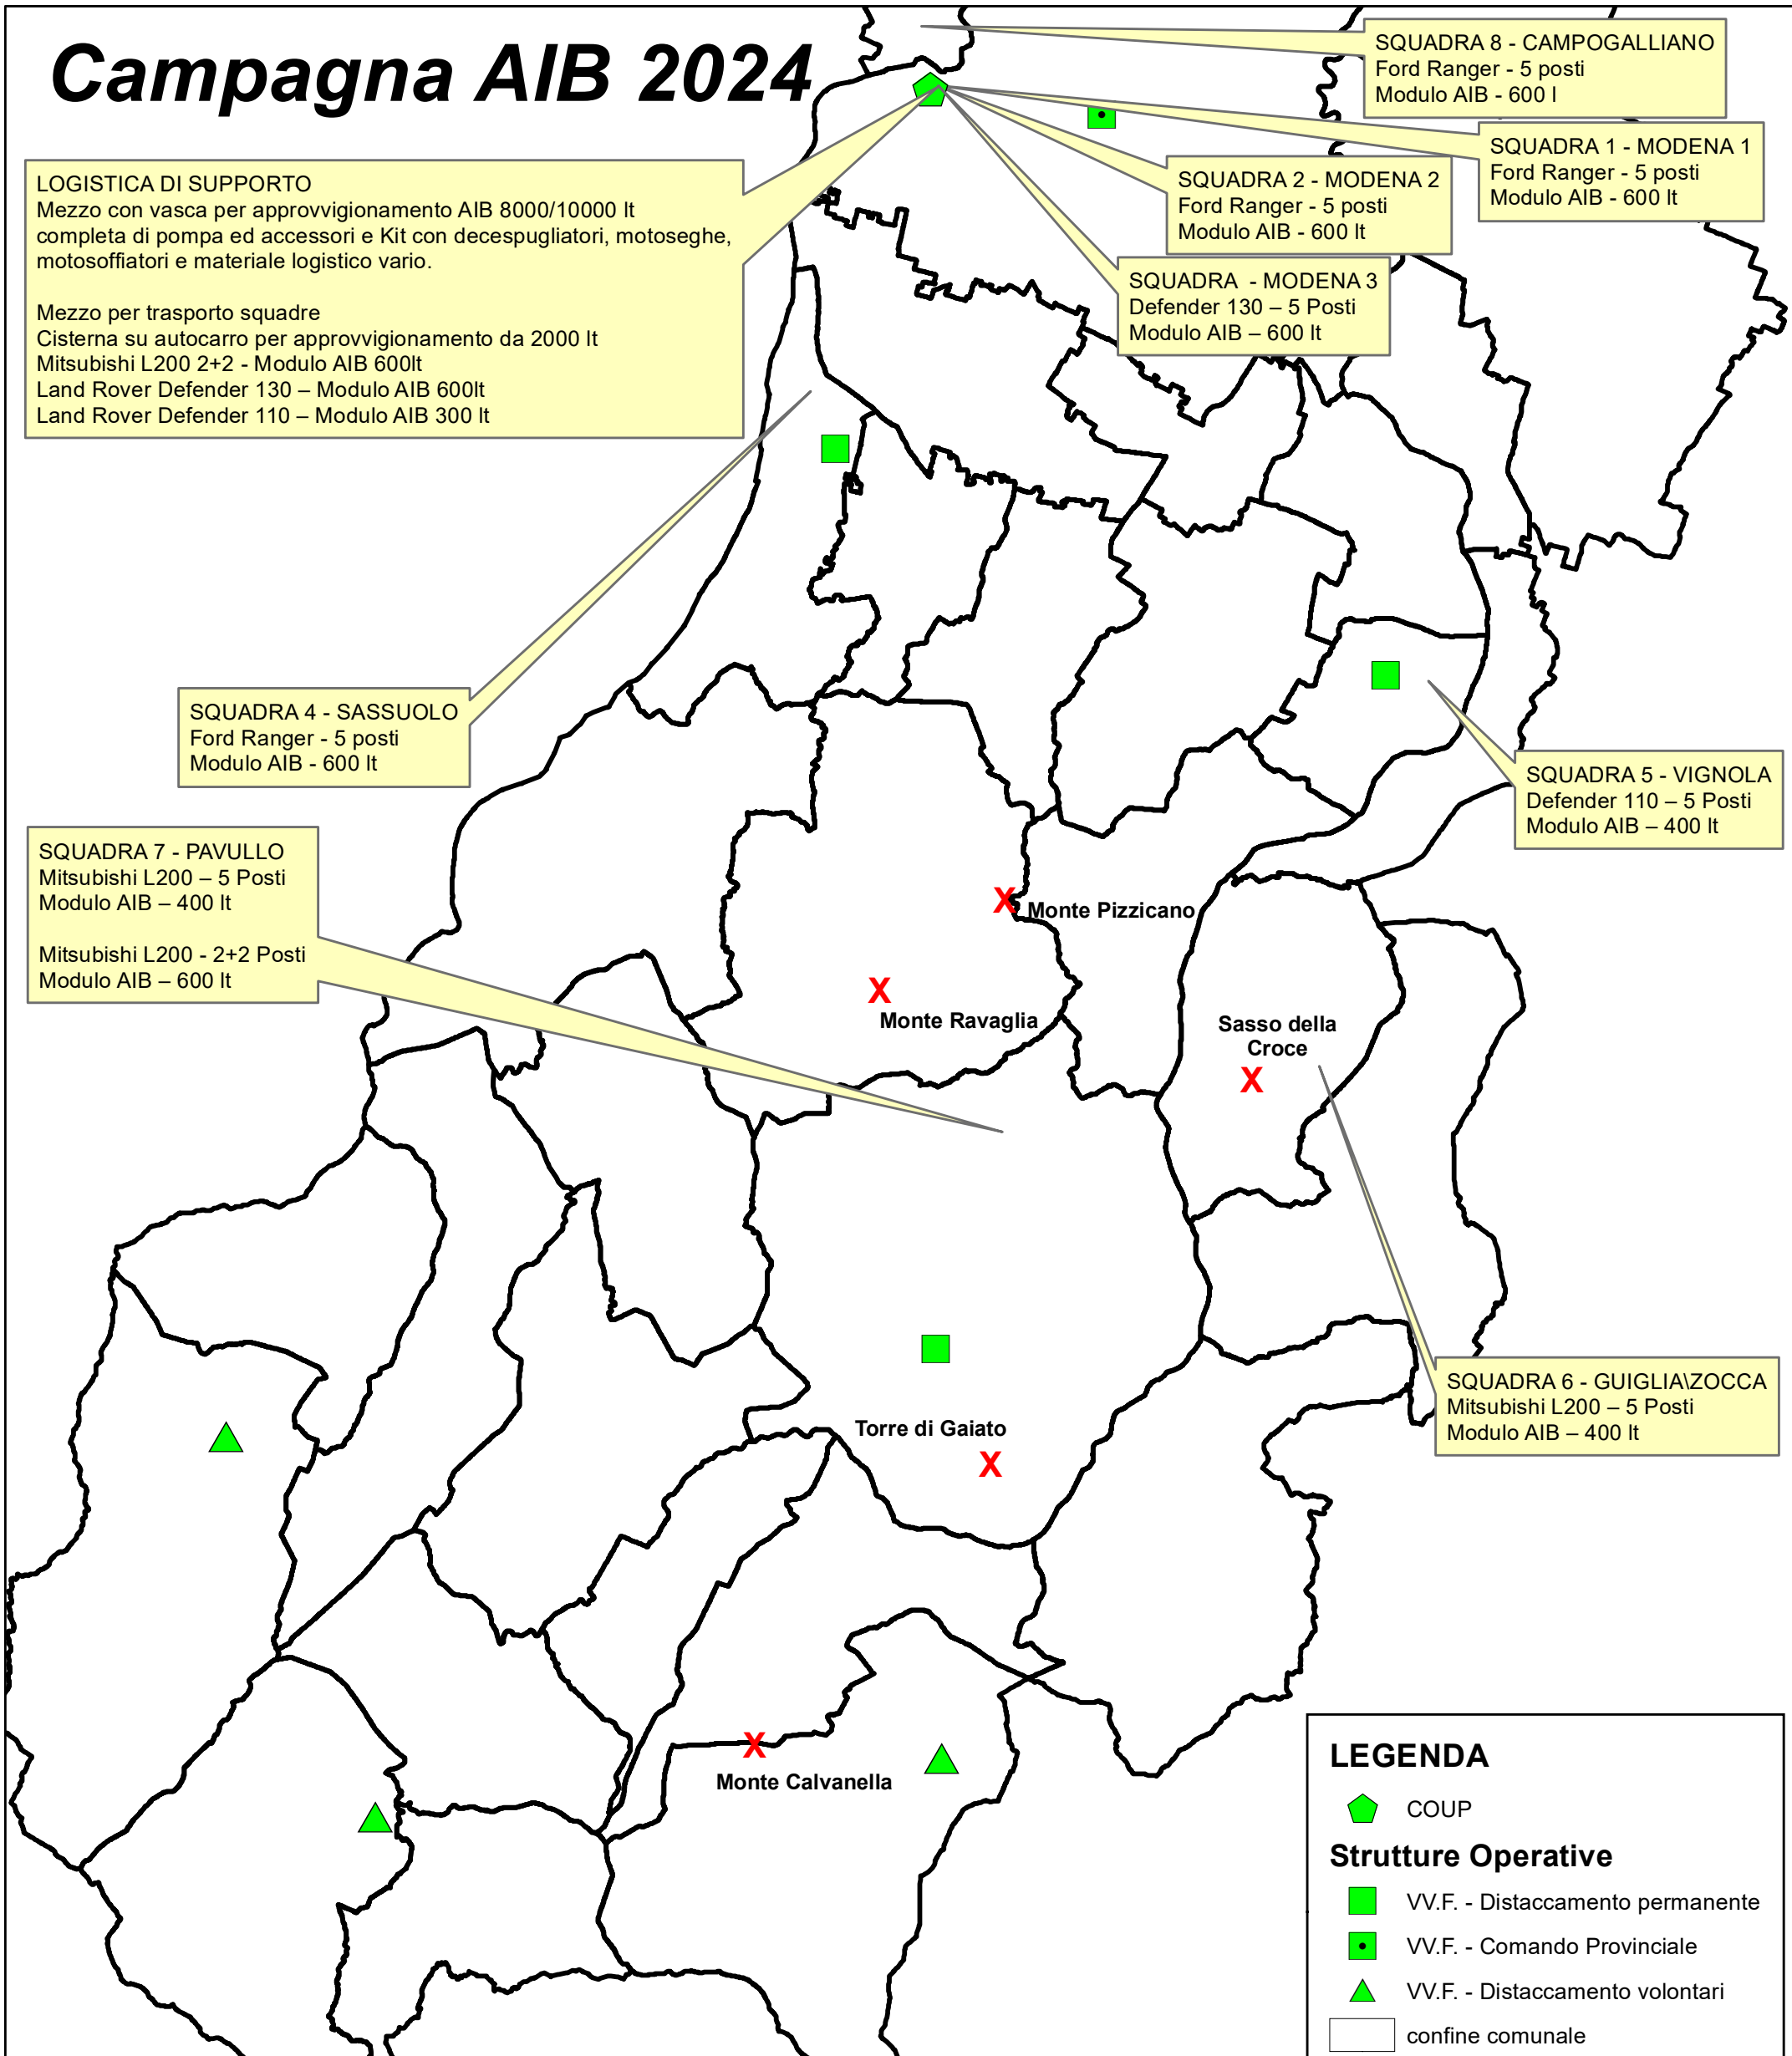 Campagna AIB 2024
SQUADRA 8 - CAMPOGALLIANO
Ford Ranger - 5 posti
Modulo AIB - 600 l
SQUADRA 1 - MODENA 1
Ford Ranger - 5 posti
Modulo AIB - 600 lt
SQUADRA 2 - MODENA 2
Ford Ranger - 5 posti
Modulo AIB - 600 lt
SQUADRA  - MODENA 3
Defender 130 – 5 Posti
Modulo AIB – 600 lt
LOGISTICA DI SUPPORTO
Mezzo con vasca per approvvigionamento AIB 8000/10000 lt
completa di pompa ed accessori e Kit con decespugliatori, motoseghe,
motosoffiatori e materiale logistico vario.
Mezzo per trasporto squadre
Cisterna su autocarro per approvvigionamento da 2000 lt
Mitsubishi L200 2+2 - Modulo AIB 600lt
Land Rover Defender 130 – Modulo AIB 600lt
Land Rover Defender 110 – Modulo AIB 300 lt
SQUADRA 4 - SASSUOLO
Ford Ranger - 5 posti
Modulo AIB - 600 lt
SQUADRA 5 - VIGNOLA
Defender 110 – 5 Posti
Modulo AIB – 400 lt
SQUADRA 7 - PAVULLO
Mitsubishi L200 – 5 Posti
Modulo AIB – 400 lt
Mitsubishi L200 - 2+2 Posti
Modulo AIB – 600 lt
X
Monte Pizzicano
X
Monte Ravaglia
Sasso della
Croce
X
SQUADRA 6 - GUIGLIA\ZOCCA
Mitsubishi L200 – 5 Posti
Modulo AIB – 400 lt
Torre di Gaiato
X
X
Monte Calvanella
LEGENDA
COUP
Strutture Operative
VV.F. - Distaccamento permanente
VV.F. - Comando Provinciale
VV.F. - Distaccamento volontari
confine comunale